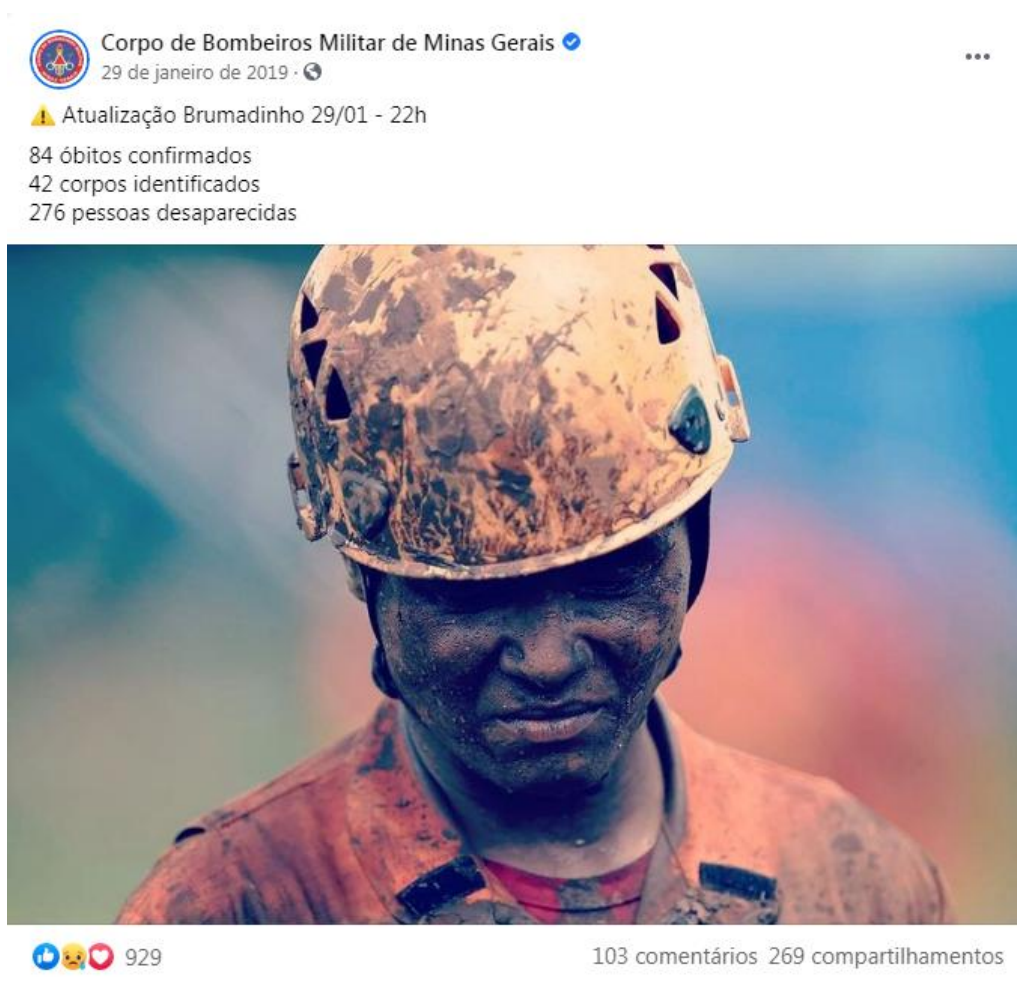 Corpo de Bombeiros Militar de Minas Gerais
29 de janeiro de 2019 ·
Atualização Brumadinho 29/01 - 22h
84 óbitos confirmados
42 corpos identificados
276 pessoas desaparecidas
929
103 comentários 269 compartilhamentos